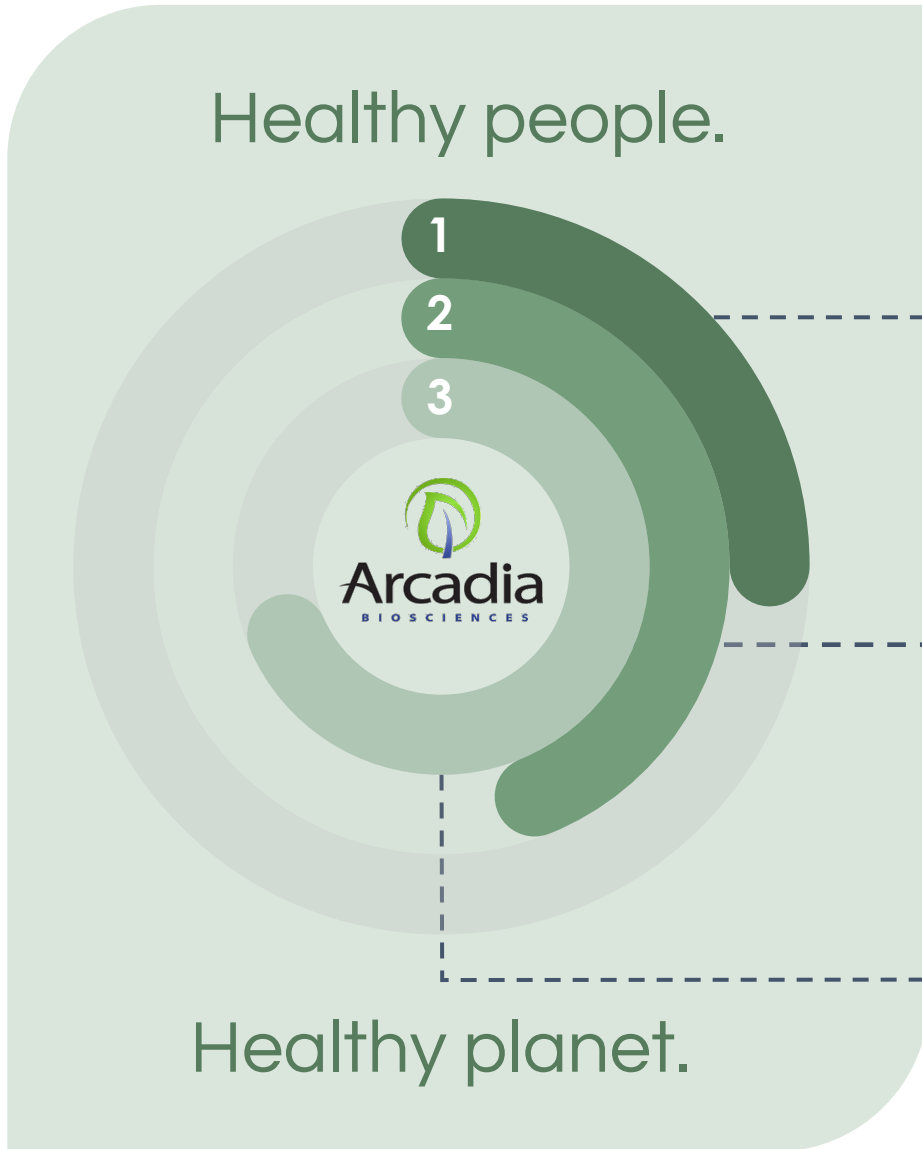 Healthy people.
1
2
3
Arcadia
BIOSCIENCES
Healthy planet.